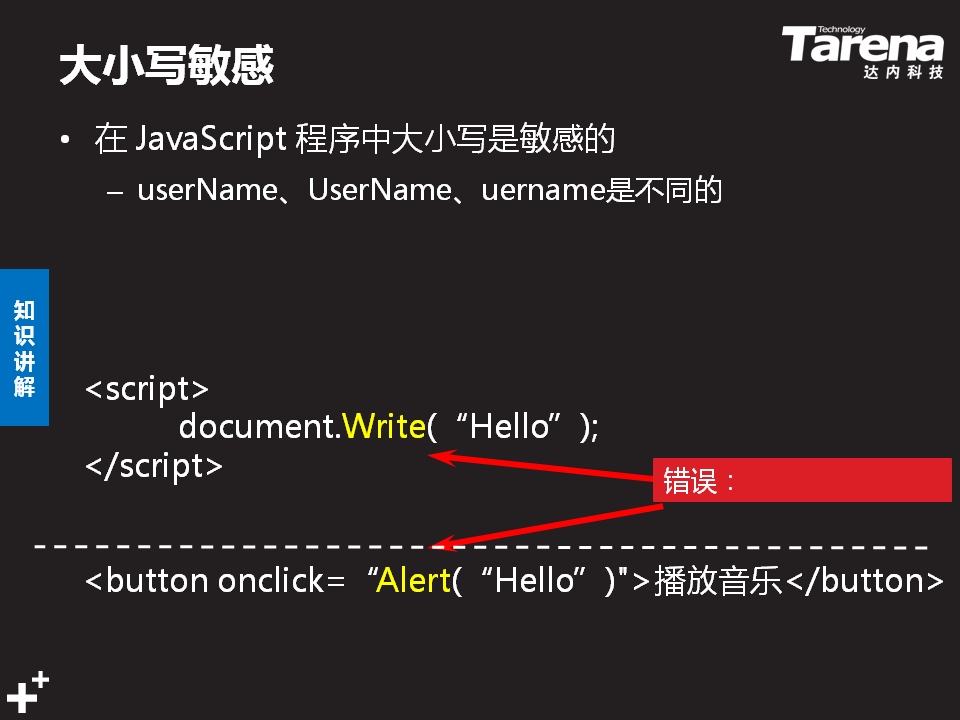 Technology
Tarena
达内科技
大小写敏感
• 在 JavaScript 程序中大小写是敏感的
– userName、UserName、uername是不同的
知识讲解
<script>
document.Write(“Hello”);
</script>
错误：
<button onclick=“Alert(“Hello”)">播放音乐</button>